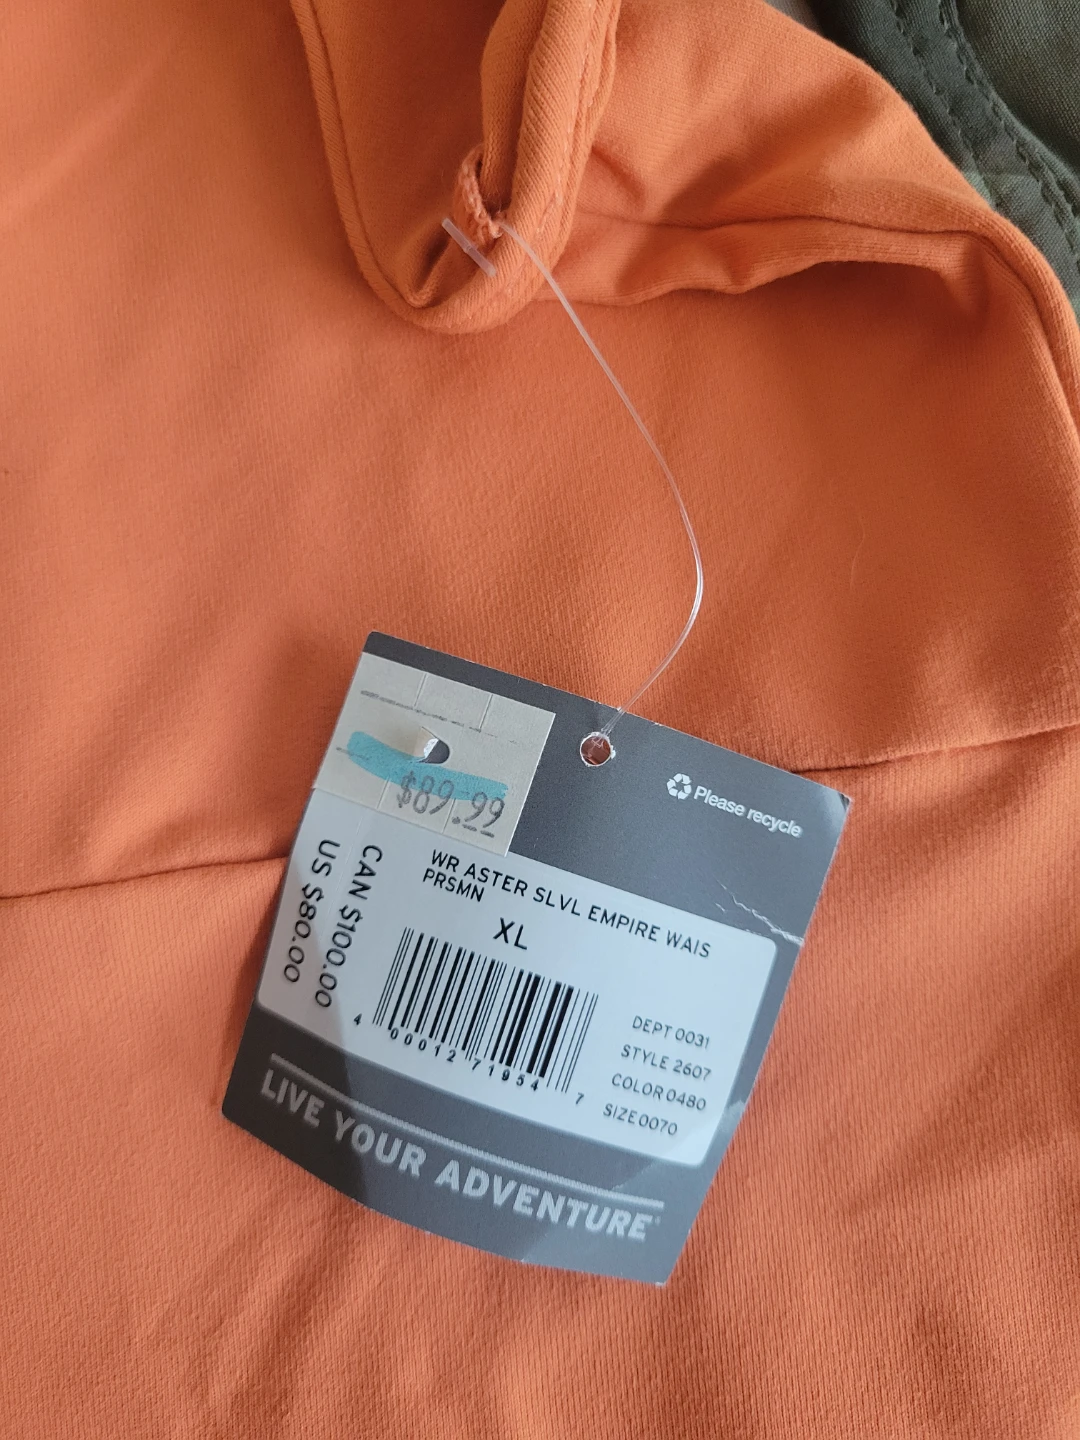 $89.99
Please recycle
WR ASTER SLVL EMPIRE WAIS
PRSMN
XL
CAN $100.00
US $80.00
4 00012 71954 7
DEPT 0031
STYLE 2607
COLOR 0480
SIZE 0070
LIVE YOUR ADVENTURE